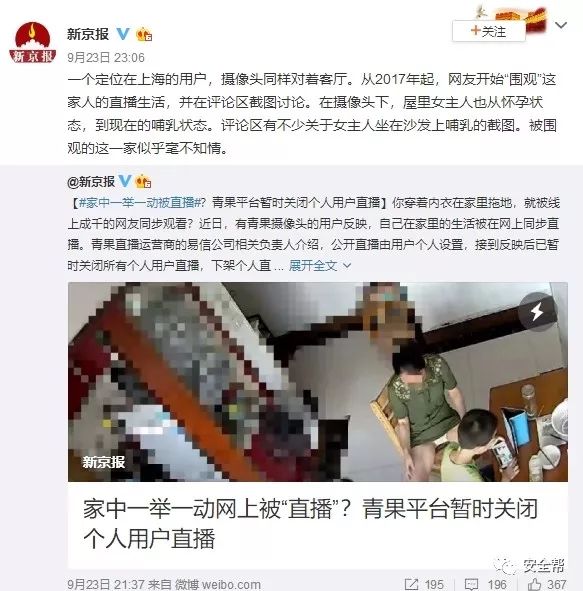 新京报
9月23日 23:06
+关注
一个定位在上海的用户，摄像头同样对着客厅。从2017年起，网友开始“围观”这
家人的直播生活，并在评论区截图讨论。在摄像头下，屋里女主人也从怀孕状
态，到现在的哺乳状态。评论区有不少关于女主人坐在沙发上哺乳的截图。被围
观的这一家似乎毫不知情。
@新京报
【#家中一举一动被直播#？青果平台暂时关闭个人用户直播】你穿着内衣在家里拖地，就被线
上成千的网友同步观看？近日，有青果摄像头的用户反映，自己在家里的生活被在网上同步直
播。青果直播运营商的易信公司相关负责人介绍，公开直播由用户个人设置，接到反映后已暂
时关闭所有个人用户直播，下架个人直 ... 展开全文
新京报
家中一举一动网上被“直播”？青果平台暂时关闭
个人用户直播
安全帮
9月23日 21:37 来自 微博 weibo.com
195
196
367